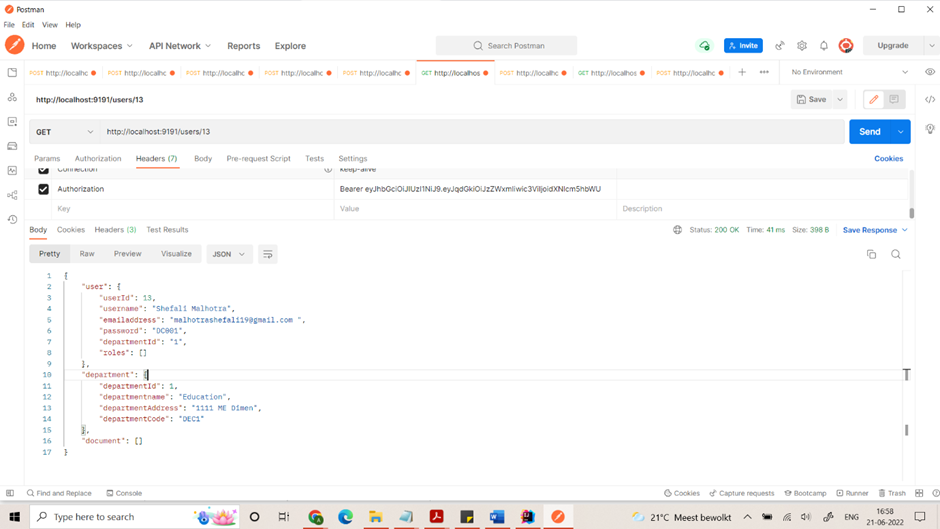 Postman
File Edit View Help
Home Workspaces API Network Reports Explore Search Postman Invite Upgrade
POST http://localhc POST http://localhc POST http://localhc POST http://localhc POST http://localhc GET http://localhos POST http://localhc GET http://localhos POST http://localhc + ••• No Environment
http://localhost:9191/users/13 Save
GET http://localhost:9191/users/13 Send
Params Authorization Headers (7) Body Pre-request Script Tests Settings Cookies
Connection keep-alive
Authorization Bearer
Key Value Description
Body Cookies Headers (3) Test Results Status: 200 OK Time: 41 ms Size: 398 B Save Response
Pretty Raw Preview Visualize JSON
1 {
2 "user": {
3 "userId": 13,
4 "username": "Shefali Malhotra",
5 "emailaddress": "malhotrashefali19@gmail.com ",
6 "password": "DC001",
7 "departmentId": "1",
8 "roles": []
9 },
10 "department": {
11 "departmentId": 1,
12 "departmentname": "Education",
13 "departmentAddress": "1111 ME Dimen",
14 "departmentCode": "DEC1"
15 },
16 "document": []
17 }
Find and Replace Console Cookies Capture requests Bootcamp Runner Trash
Type here to search 21°C Meest bewolkt ENG 16:58
21-06-2022